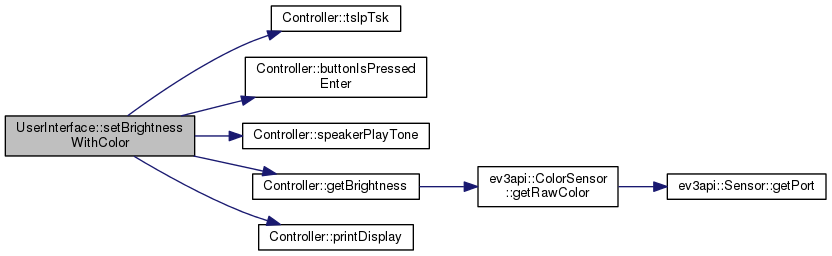 Controller::tslpTsk
Controller::buttonIsPressed
Enter
UserInterface::setBrightness
WithColor
Controller::speakerPlayTone
Controller::getBrightness
ev3api::ColorSensor
::getRawColor
ev3api::Sensor::getPort
Controller::printDisplay